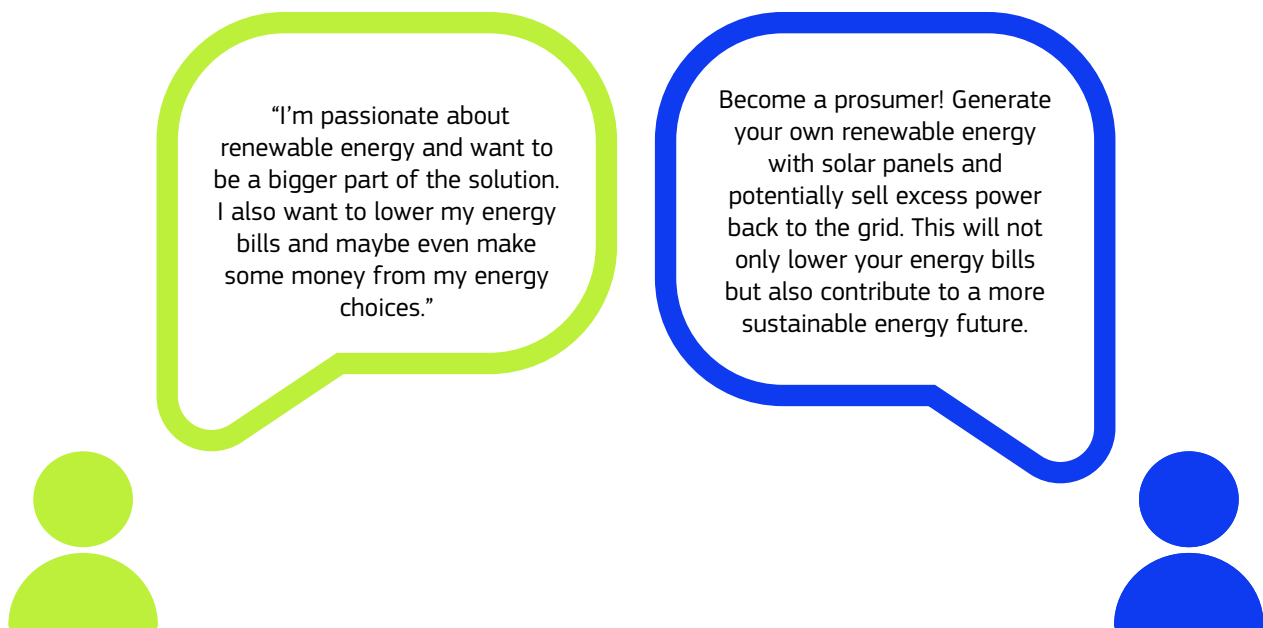 “I’m passionate about
renewable energy and want to
be a bigger part of the solution.
I also want to lower my energy
bills and maybe even make
some money from my energy
choices.”
Become a prosumer! Generate
your own renewable energy
with solar panels and
potentially sell excess power
back to the grid. This will not
only lower your energy bills
but also contribute to a more
sustainable energy future.